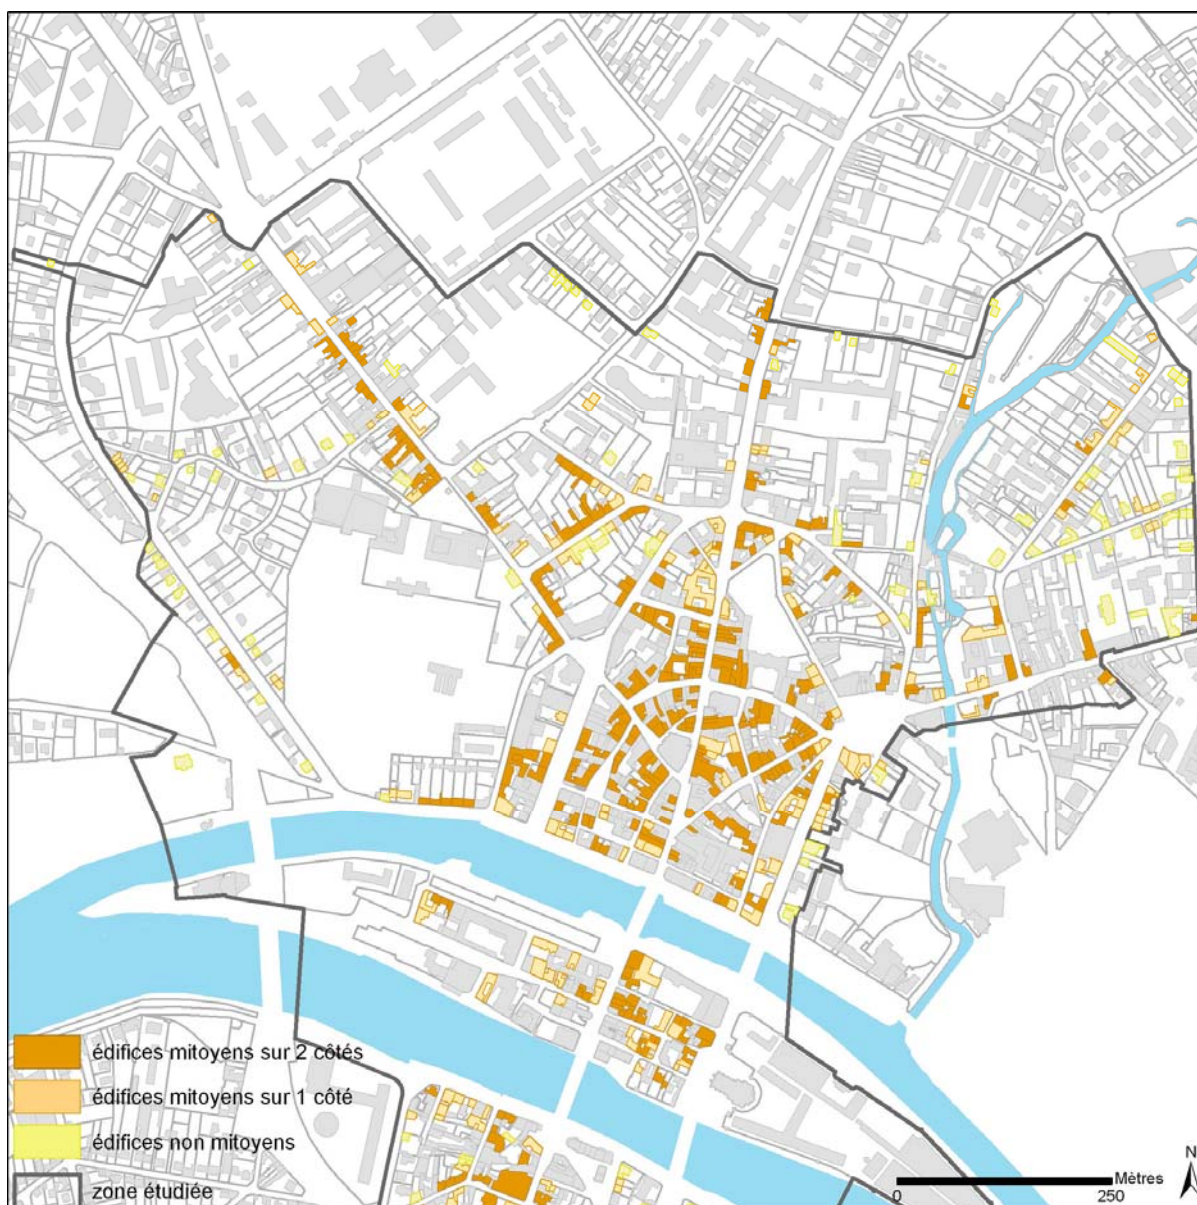 édifices mitoyens sur 2 côtés
édifices mitoyens sur 1 côté
édifices non mitoyens
zone étudiée
N
Mètres
0 250